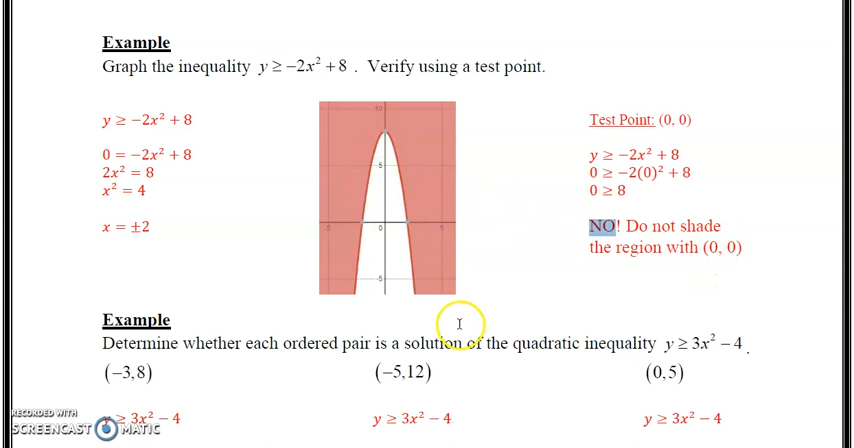 Example
Graph the inequality y ≥ −2x² + 8 . Verify using a test point.
y ≥ −2x² + 8
0 = −2x² + 8
2x² = 8
x² = 4
x = ±2
10
5
-5
0
5
-5
Test Point: (0, 0)
y ≥ −2x² + 8
0 ≥ −2(0)² + 8
0 ≥ 8
NO! Do not shade
the region with (0, 0)
Example
Determine whether each ordered pair is a solution of the quadratic inequality y ≥ 3x² − 4 .
(−3,8) (−5,12) (0,5)
y ≥ 3x² − 4 y ≥ 3x² − 4 y ≥ 3x² − 4
RECORDED WITH
SCREENCAST MATIC